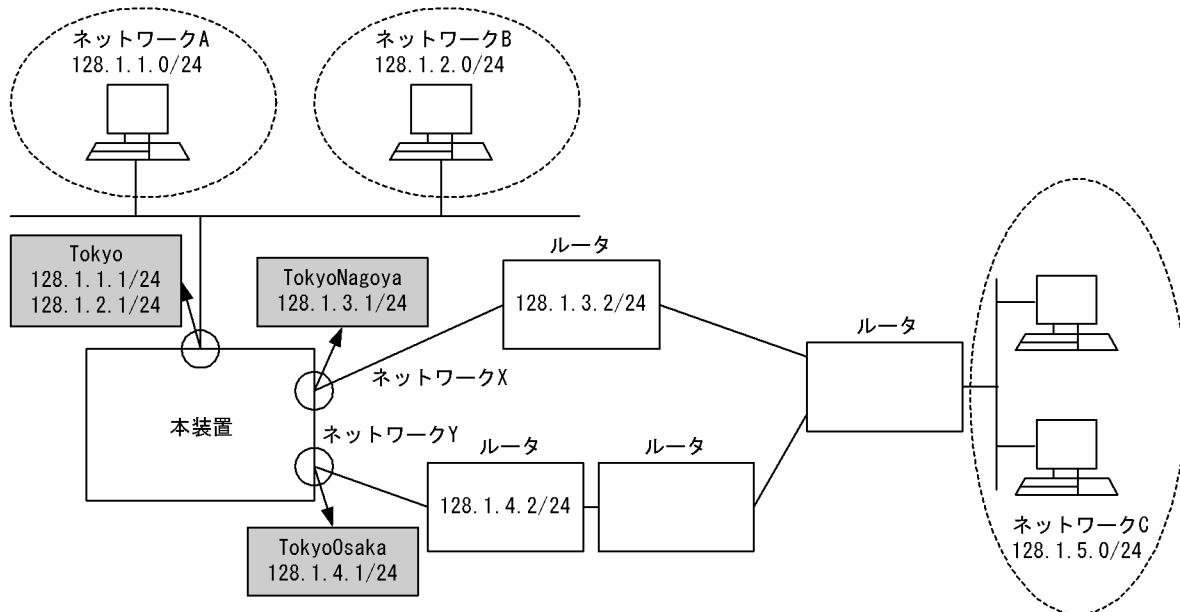 ネットワークA
128.1.1.0/24
ネットワークB
128.1.2.0/24
Tokyo
128.1.1.1/24
128.1.2.1/24
TokyoNagoya
128.1.3.1/24
ルータ
128.1.3.2/24
ルータ
ネットワークX
本装置
ネットワークY
ルータ
128.1.4.2/24
ルータ
TokyoOsaka
128.1.4.1/24
ネットワークC
128.1.5.0/24